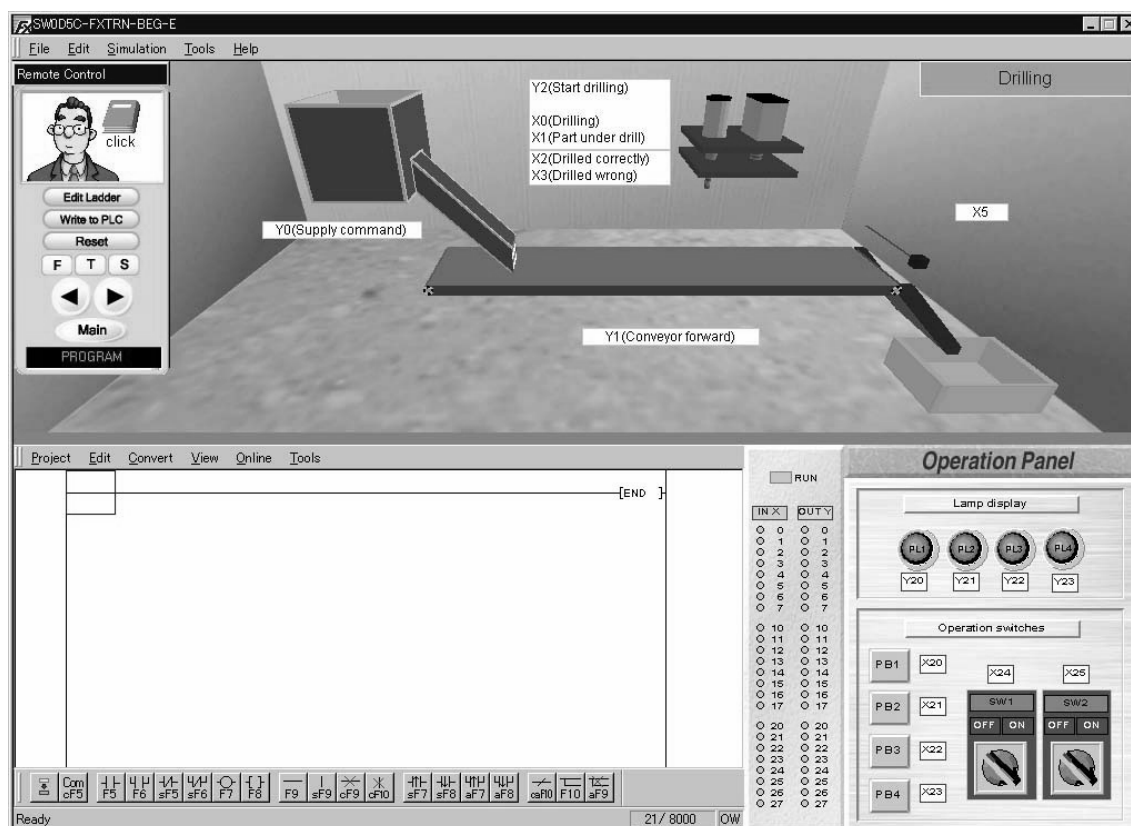 SW0D5C-FXTRN-BEG-E
File Edit Simulation Tools Help
Remote Control
click
Edit Ladder
Write to PLC
Reset
F T S
Main
PROGRAM
Drilling
Y2(Start drilling)
X0(Drilling)
X1(Part under drill)
X2(Drilled correctly)
X3(Drilled wrong)
X5
Y0(Supply command)
Y1(Conveyor forward)
Project Edit Convert View Online Tools
END
RUN
IN X OUT Y
0 0
1 1
2 2
3 3
4 4
5 5
6 6
7 7
10 10
11 11
12 12
13 13
14 14
15 15
16 16
17 17
20 20
21 21
22 22
23 23
24 24
25 25
26 26
27 27
Operation Panel
Lamp display
PL1 PL2 PL3 PL4
Y20 Y21 Y22 Y23
Operation switches
PB1 X20
PB2 X21
PB3 X22
PB4 X23
X24 X25
SW1 SW2
OFF ON OFF ON
Com
cF5 F5 F6 sF5 sF6 F7 F8 F9 sF9 cF9 cF10 sF7 sF8 aF7 aF8 caF10 F10 aF9
Ready 21/ 8000 OW